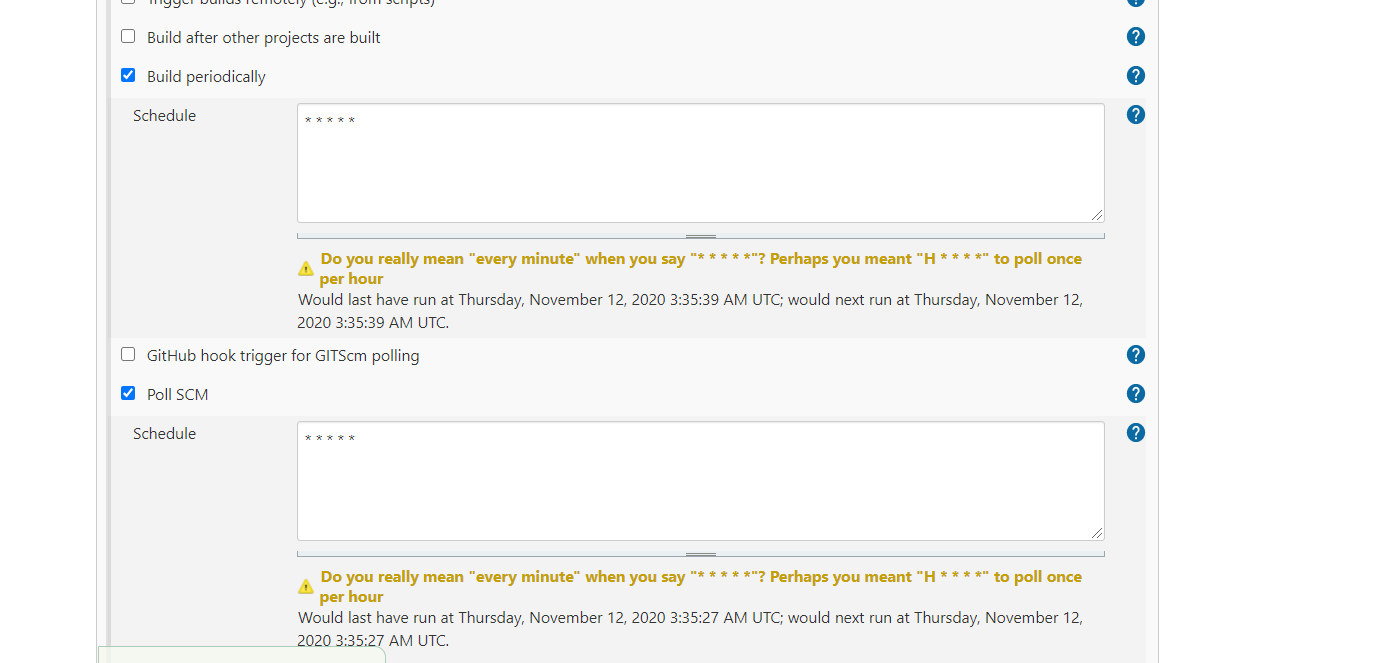 Trigger builds remotely (e.g., from scripts)
Build after other projects are built
Build periodically
Schedule
* * * * *
Do you really mean "every minute" when you say "* * * * *"? Perhaps you meant "H * * * *" to poll once
per hour
Would last have run at Thursday, November 12, 2020 3:35:39 AM UTC; would next run at Thursday, November 12,
2020 3:35:39 AM UTC.
GitHub hook trigger for GITScm polling
Poll SCM
Schedule
* * * * *
Do you really mean "every minute" when you say "* * * * *"? Perhaps you meant "H * * * *" to poll once
per hour
Would last have run at Thursday, November 12, 2020 3:35:27 AM UTC; would next run at Thursday, November 12,
2020 3:35:27 AM UTC.